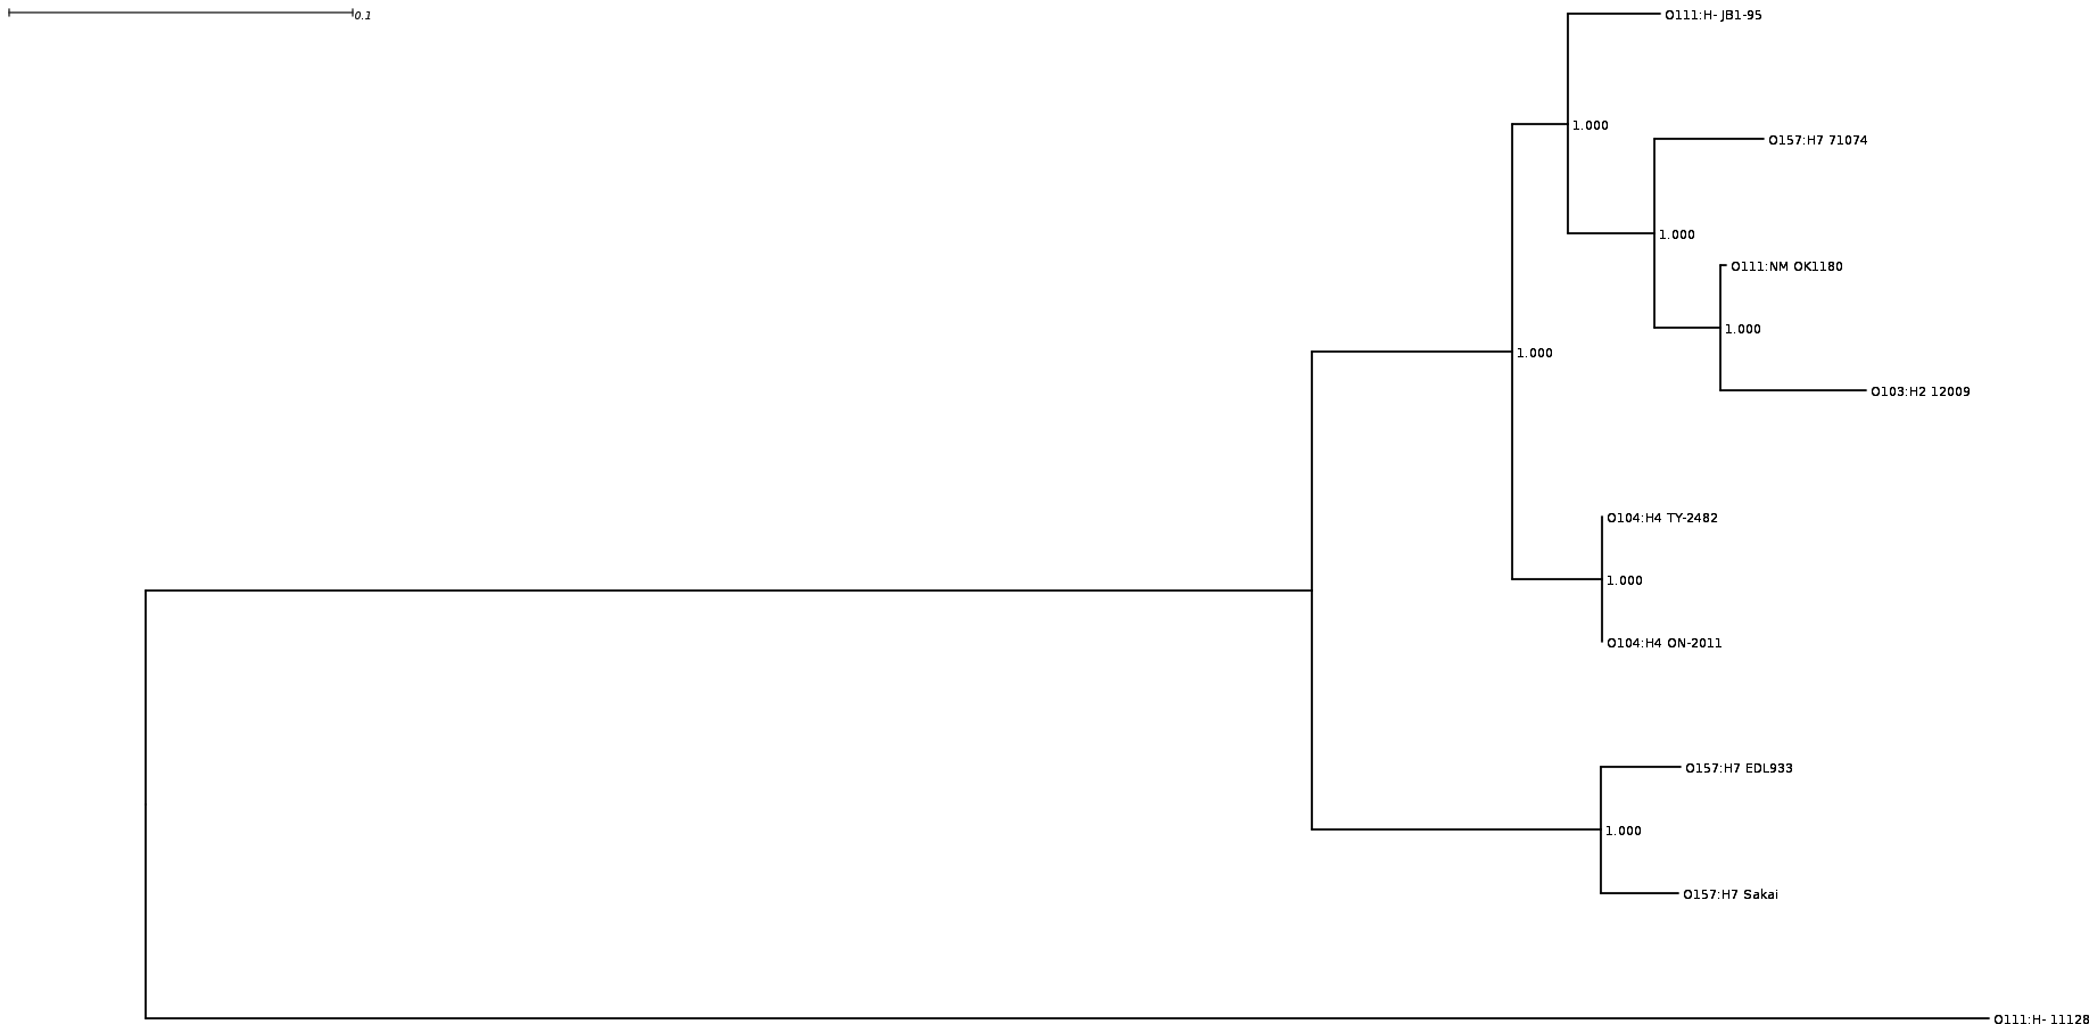 0.1
O111:H- JB1-95
1.000
O157:H7 71074
1.000
O111:NM OK1180
1.000
1.000
O103:H2 12009
O104:H4 TY-2482
1.000
O104:H4 ON-2011
O157:H7 EDL933
1.000
O157:H7 Sakai
O111:H- 11128